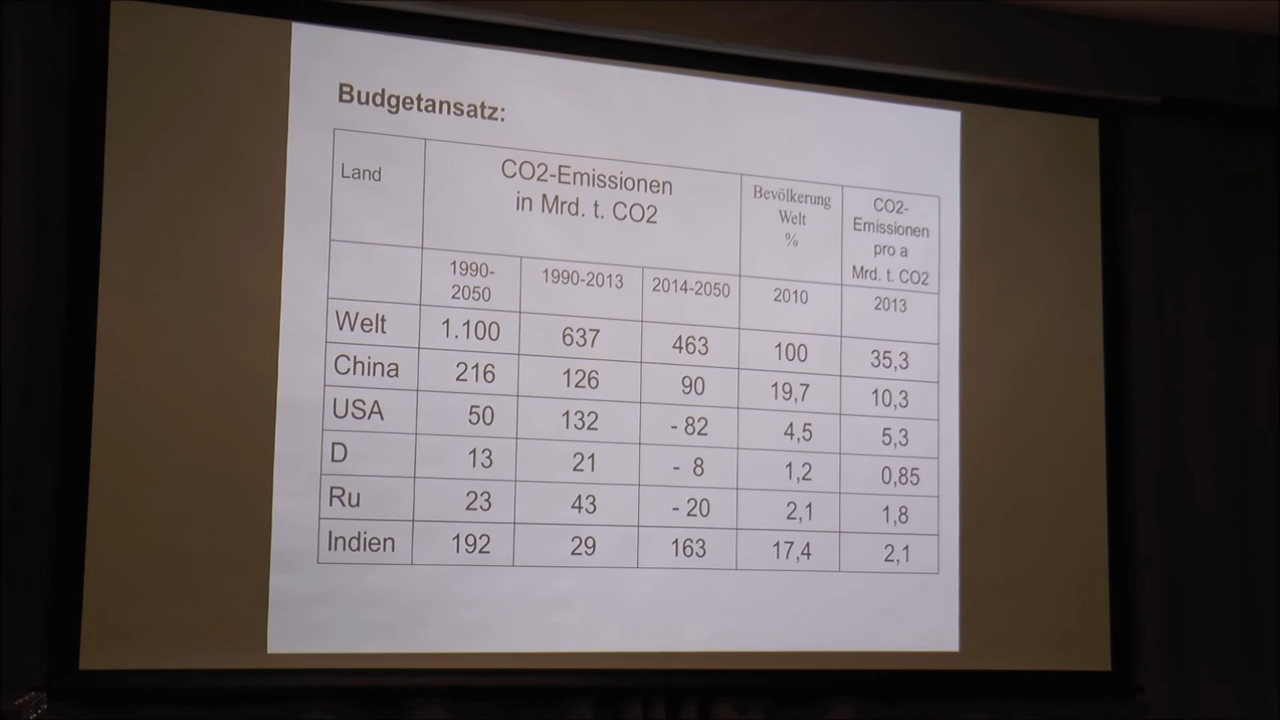 Budgetansatz:
Land
CO2-Emissionen
in Mrd. t. CO2
Bevölkerung
Welt
%
CO2-
Emissionen
pro a
Mrd. t. CO2
1990-
2050
1990-2013
2014-2050
2010
2013
Welt 1.100 637 463 100 35,3
China 216 126 90 19,7 10,3
USA 50 132 - 82 4,5 5,3
D 13 21 - 8 1,2 0,85
Ru 23 43 - 20 2,1 1,8
Indien 192 29 163 17,4 2,1